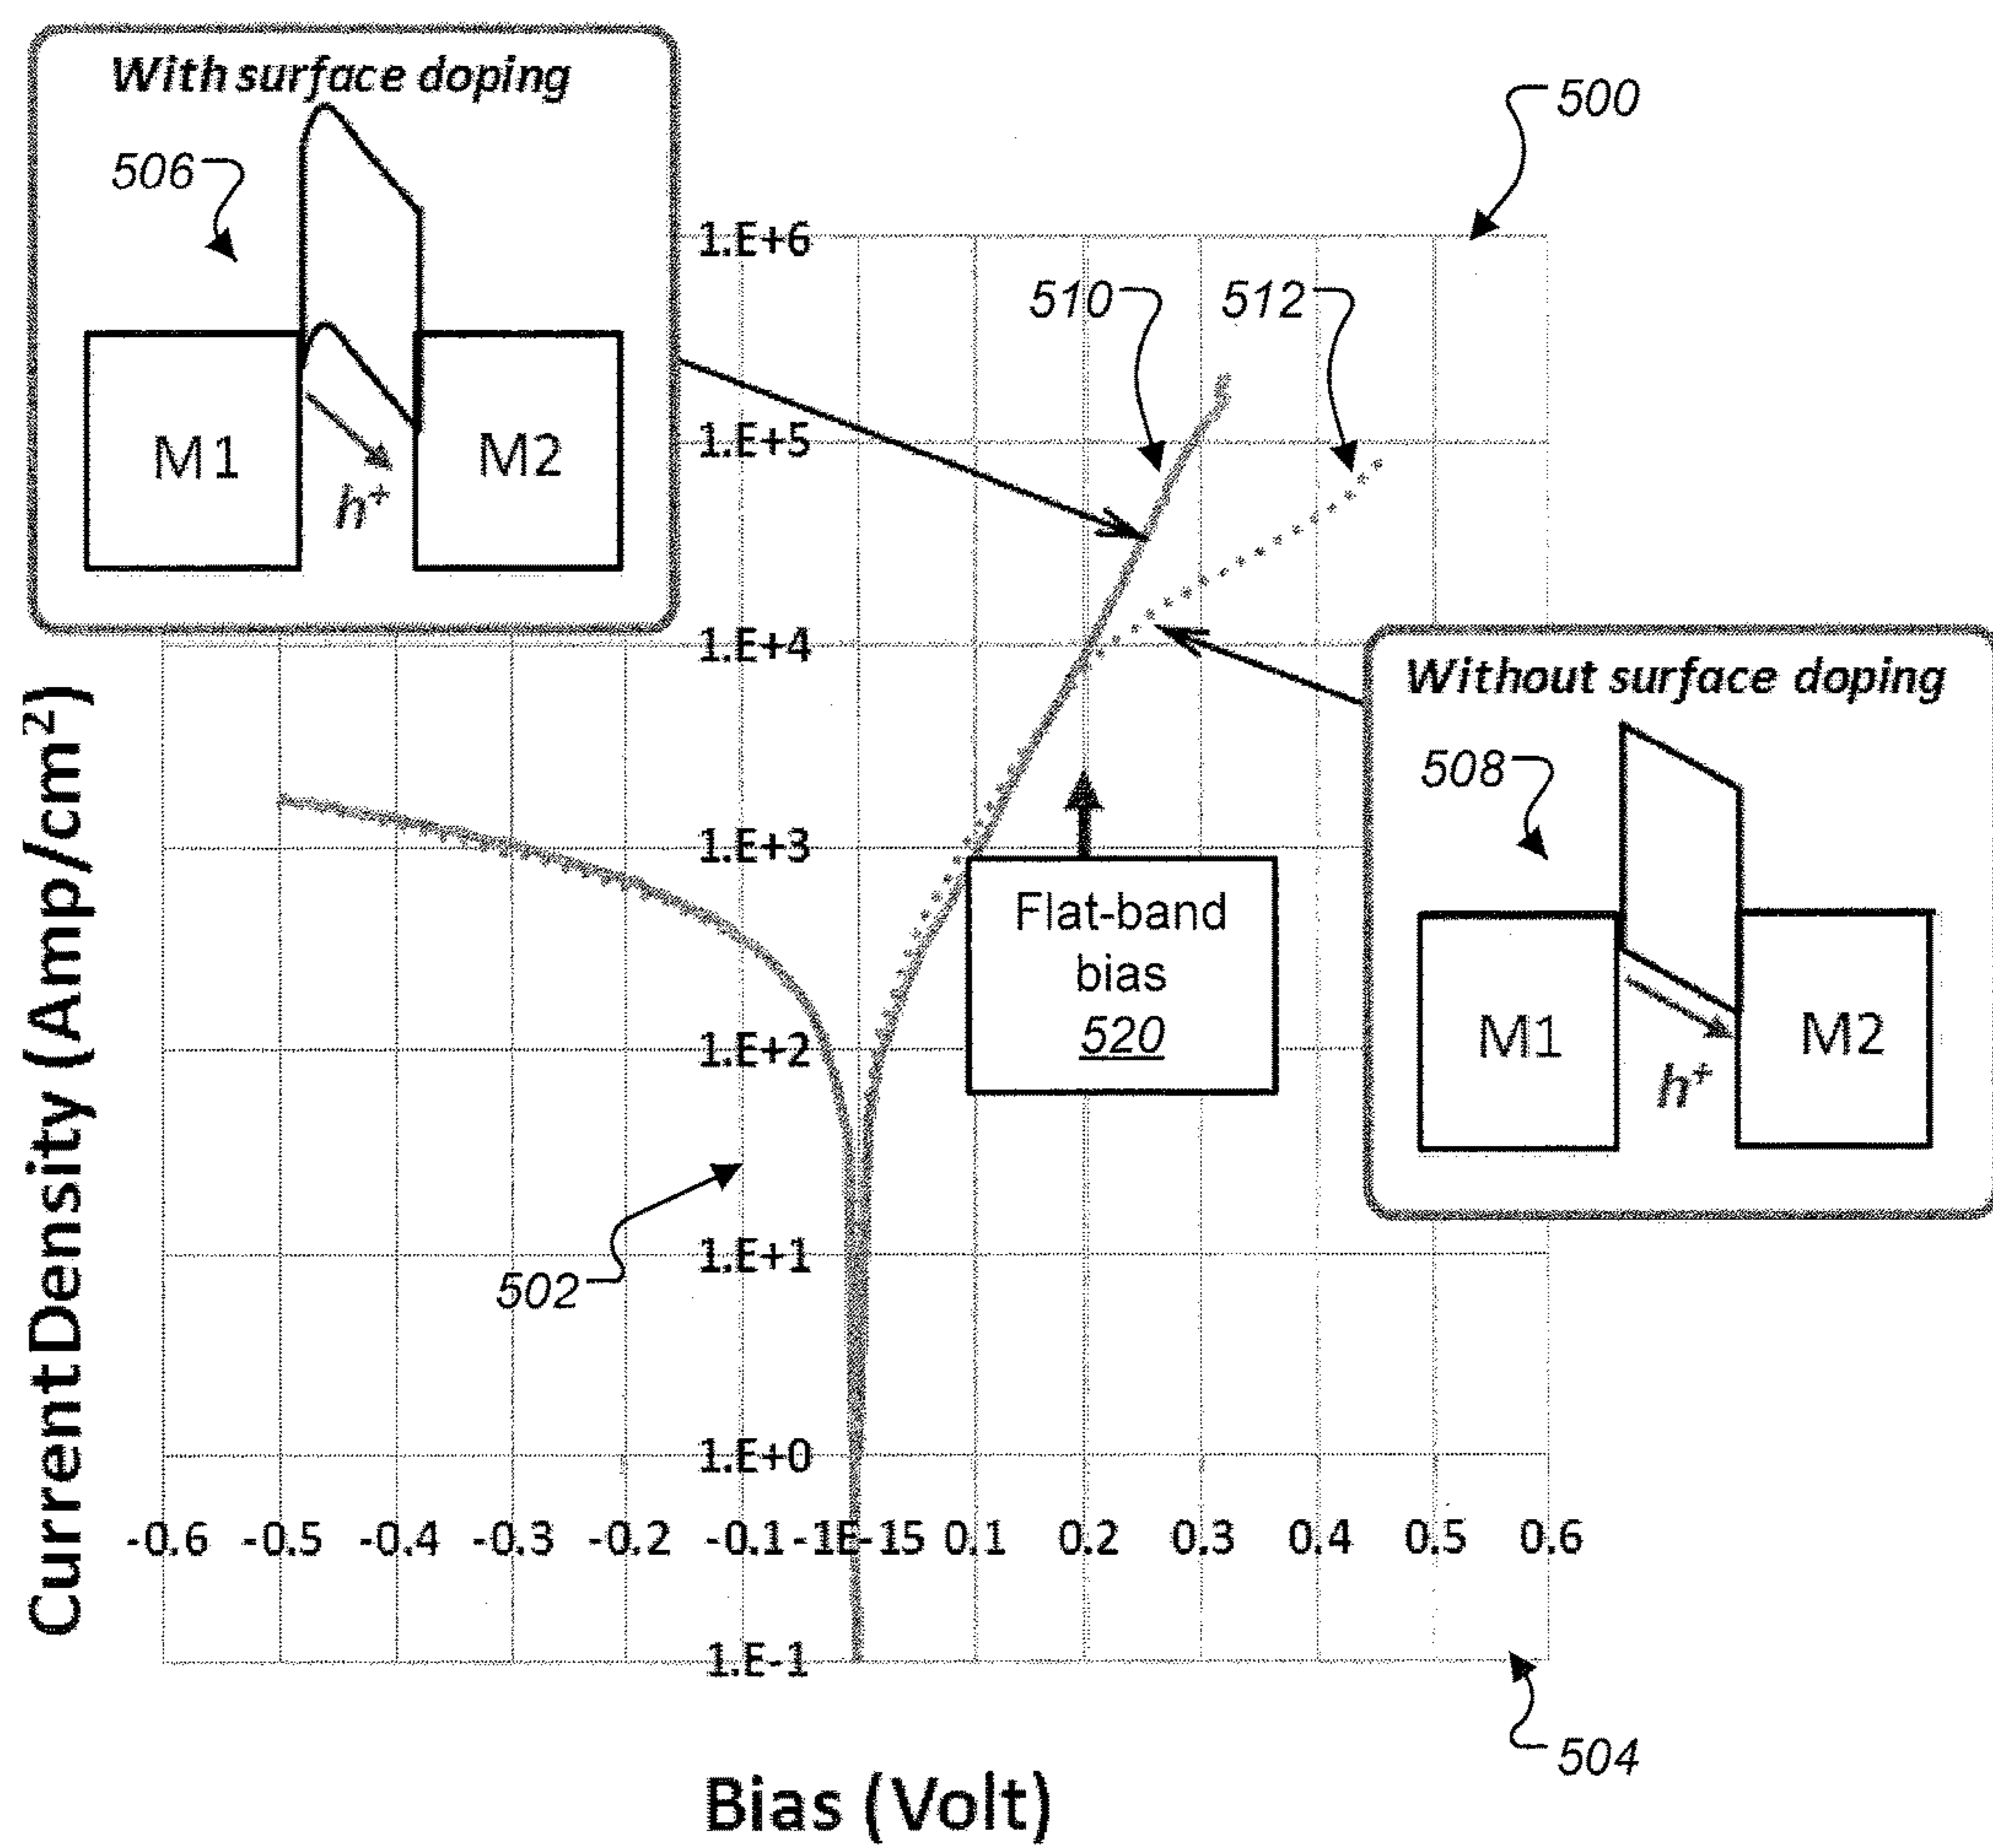 With surface doping
506
M1
M2
h+
500
510
512
1.E+6
1.E+5
1.E+4
1.E+3
1.E+2
1.E+1
1.E+0
1.E-1
Current Density (Amp/cm2)
Without surface doping
508
M1
M2
h+
Flat-band
bias
520
502
-0.6 -0.5 -0.4 -0.3 -0.2 -0.1 -1E-15 0.1 0.2 0.3 0.4 0.5 0.6
504
Bias (Volt)